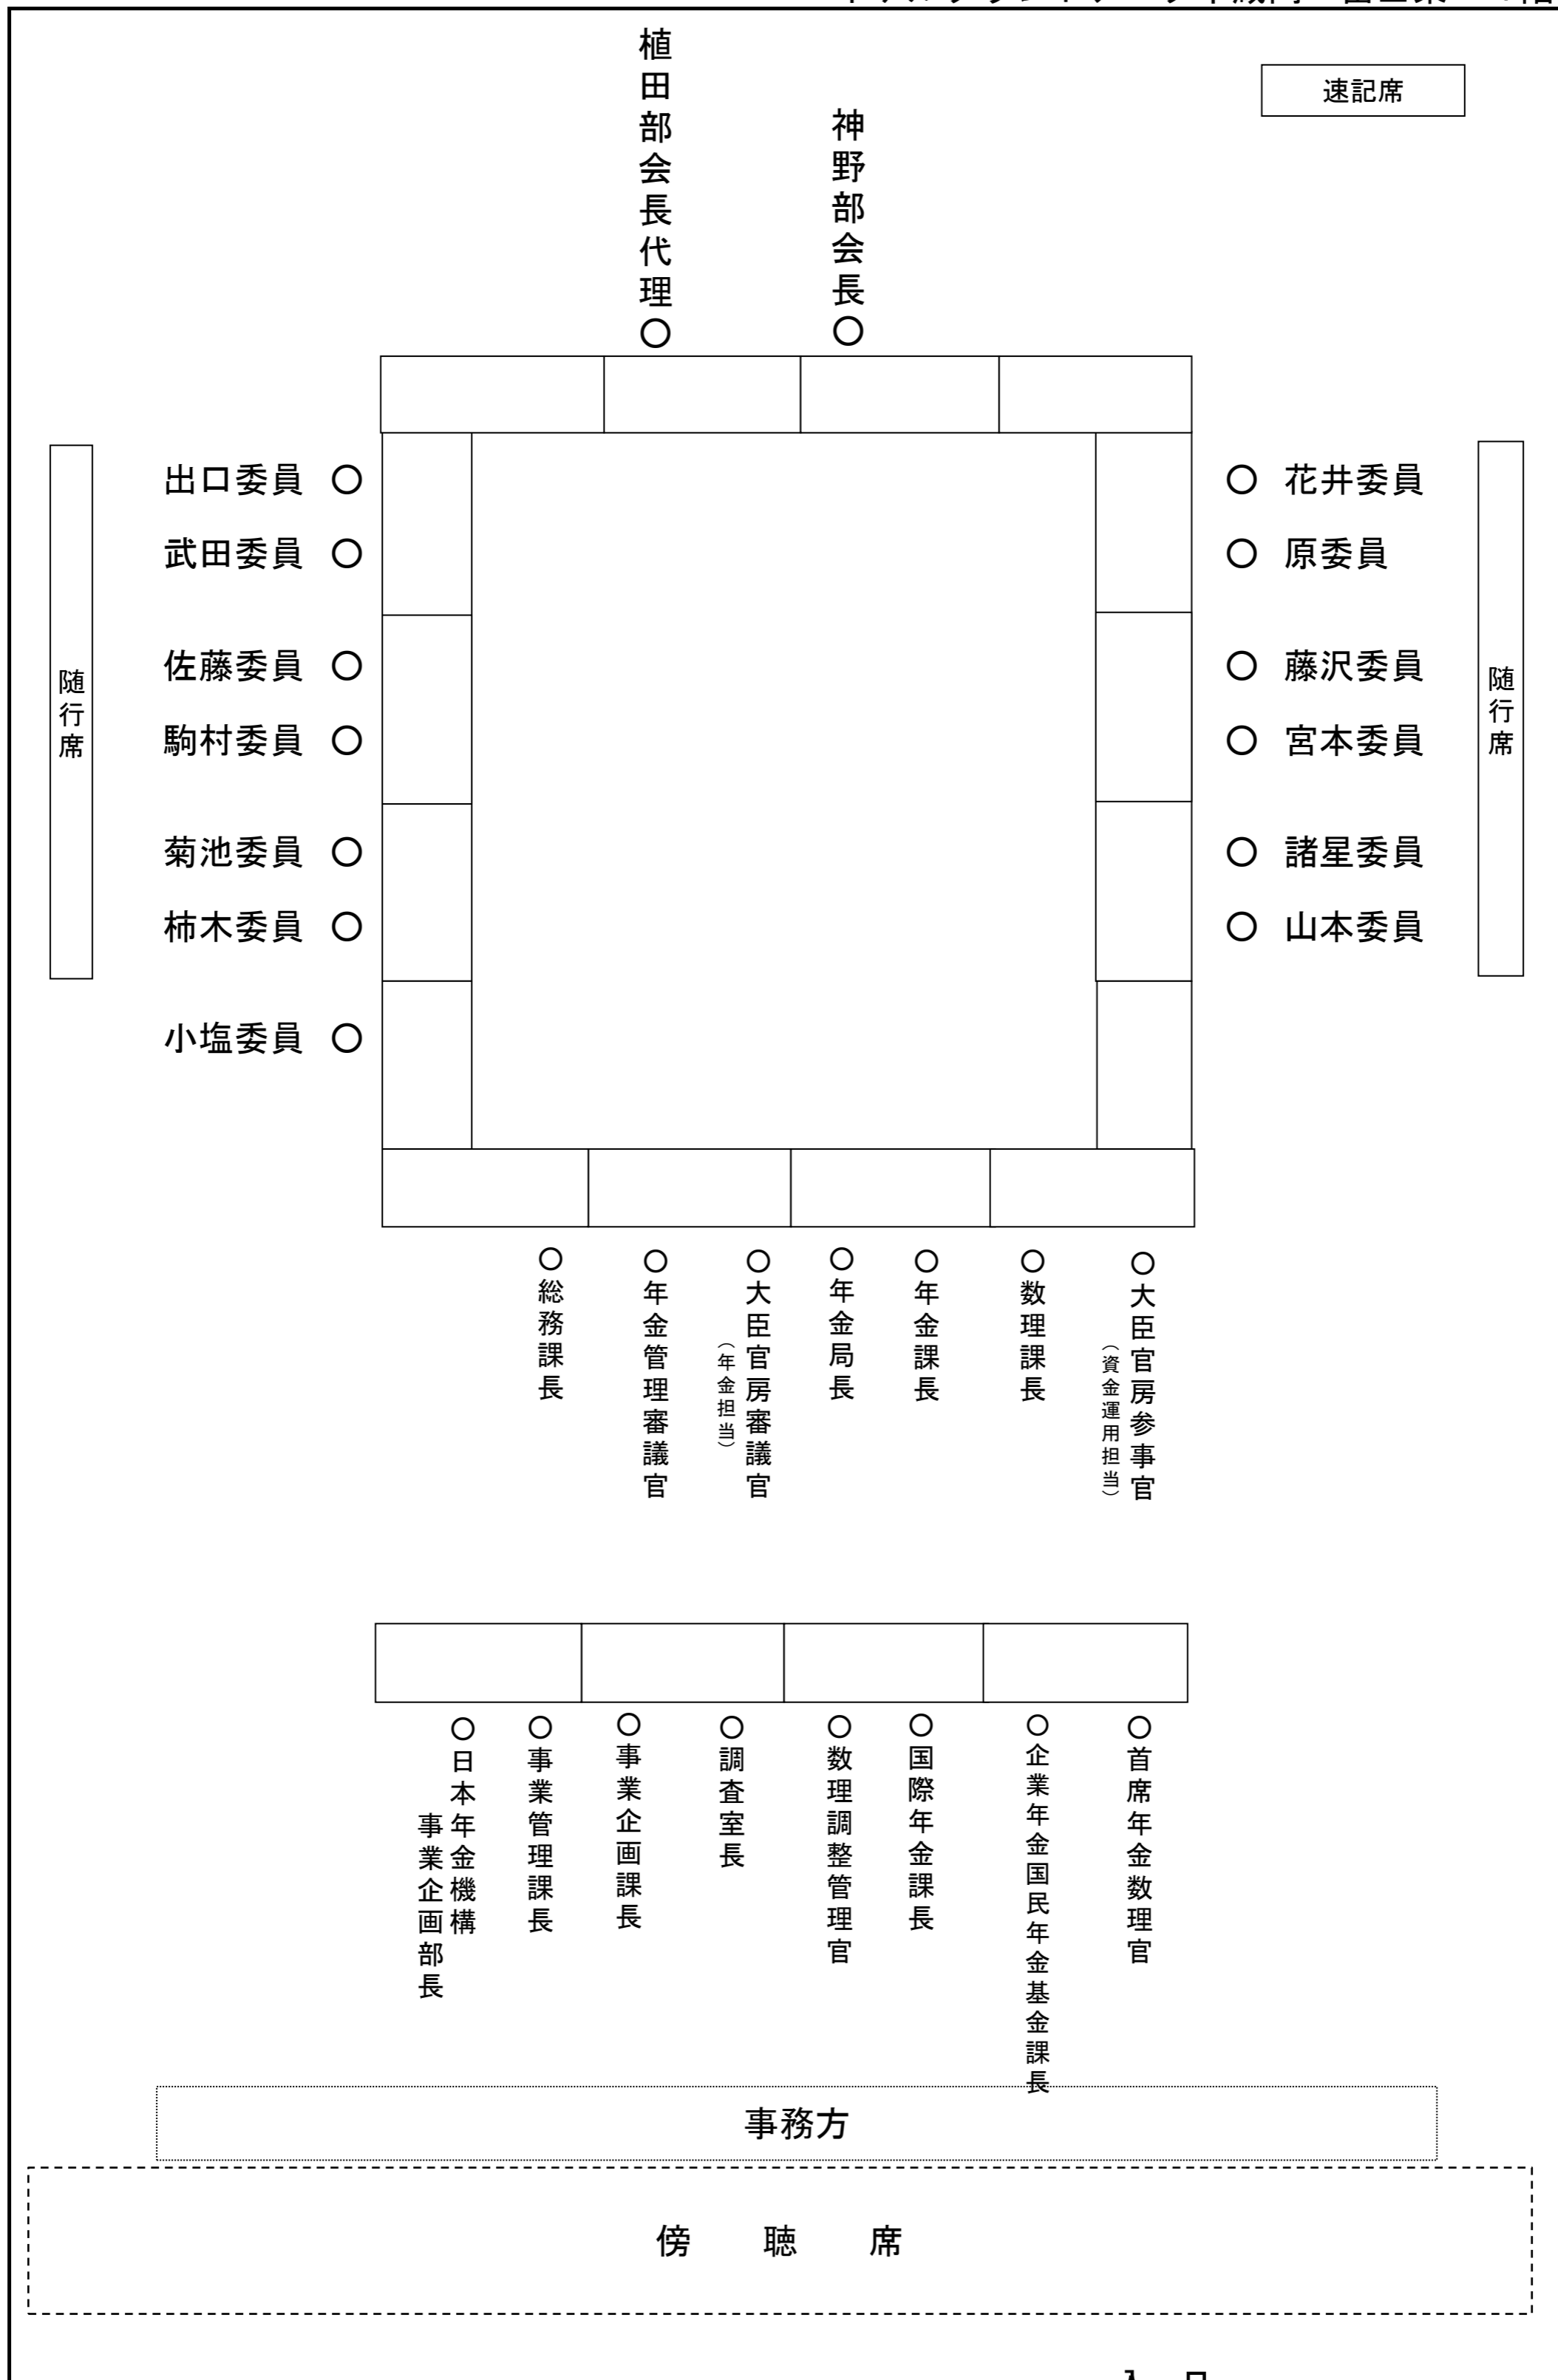 速記席
植田部会長代理○
神野部会長○
出口委員 ○
武田委員 ○
佐藤委員 ○
駒村委員 ○
菊池委員 ○
柿木委員 ○
小塩委員 ○
○ 花井委員
○ 原委員
○ 藤沢委員
○ 宮本委員
○ 諸星委員
○ 山本委員
随行席
随行席
○総務課長
○年金管理審議官
○大臣官房審議官
（年金担当）
○年金局長
○年金課長
○数理課長
○大臣官房参事官
（資金運用担当）
○日本年金機構
事業企画部長
○事業管理課長
○事業企画課長
○調査室長
○数理調整管理官
○国際年金課長
○企業年金国民年金基金課長
○首席年金数理官
事務方
傍　聴　席